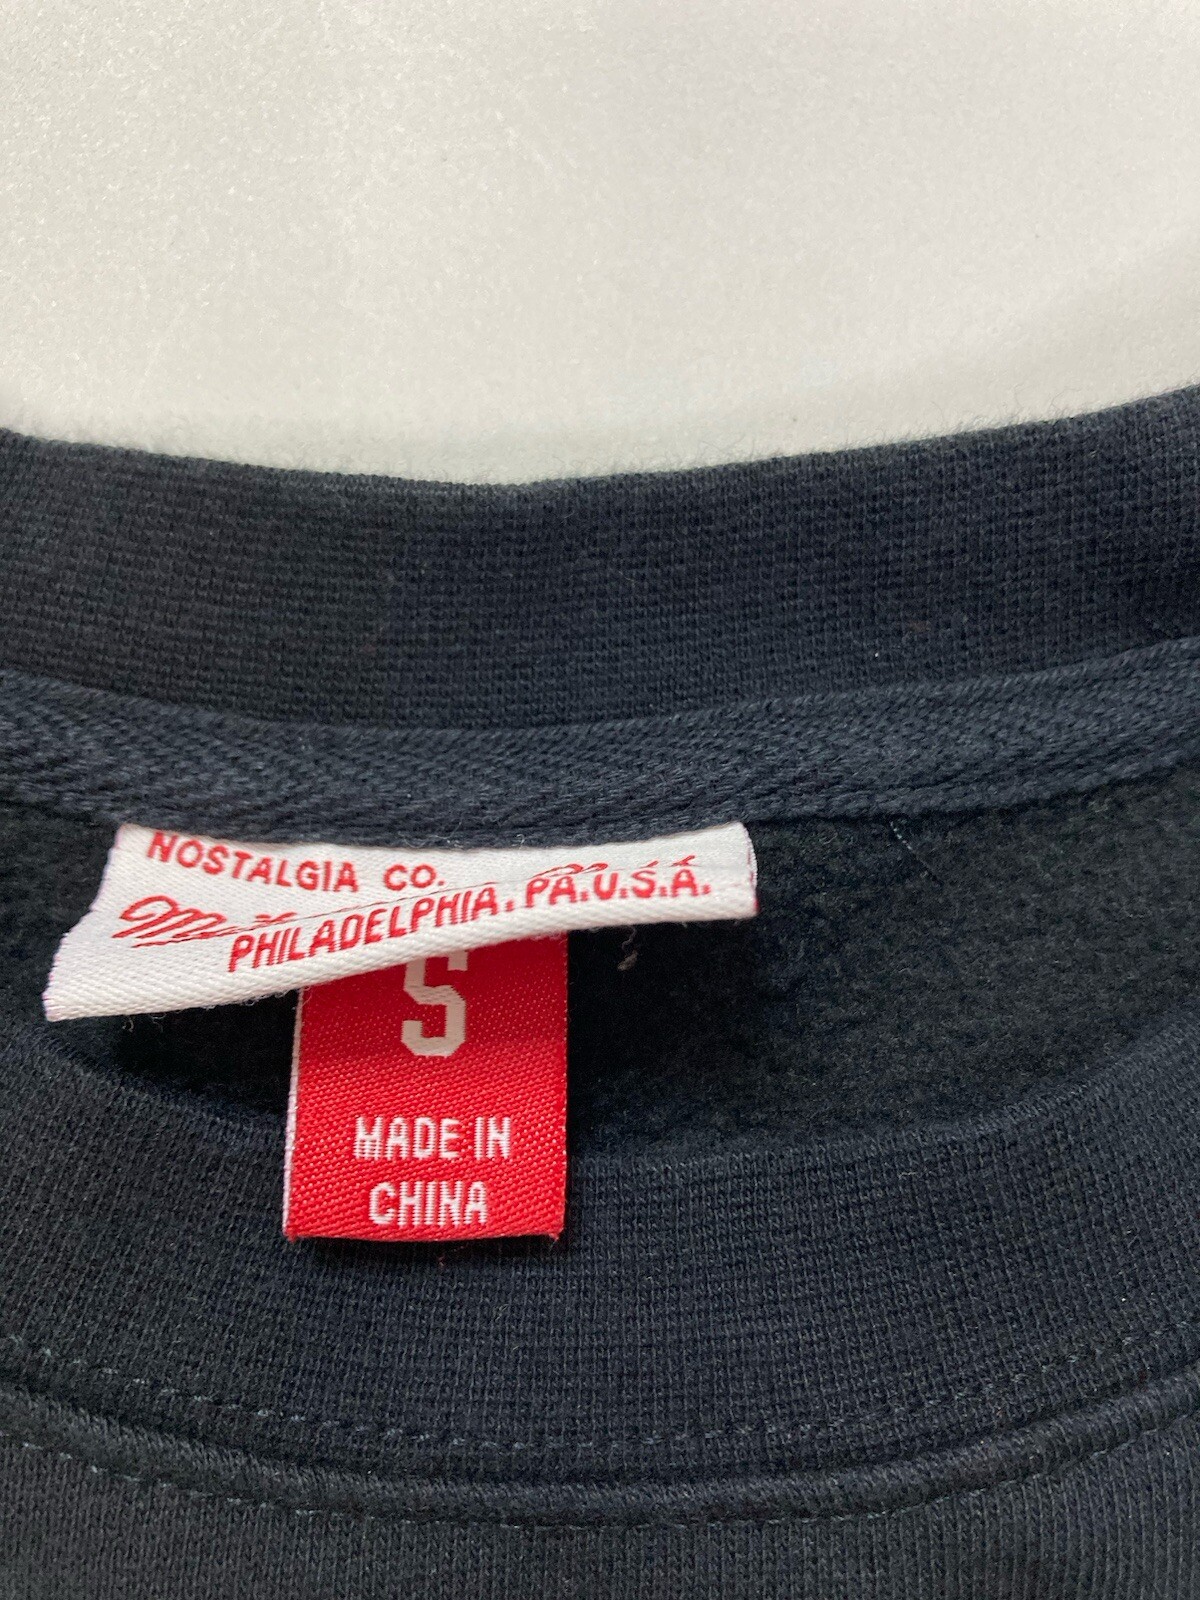 NOSTALGIA CO.
PHILADELPHIA, PA.U.S.A.
S
MADE IN
CHINA